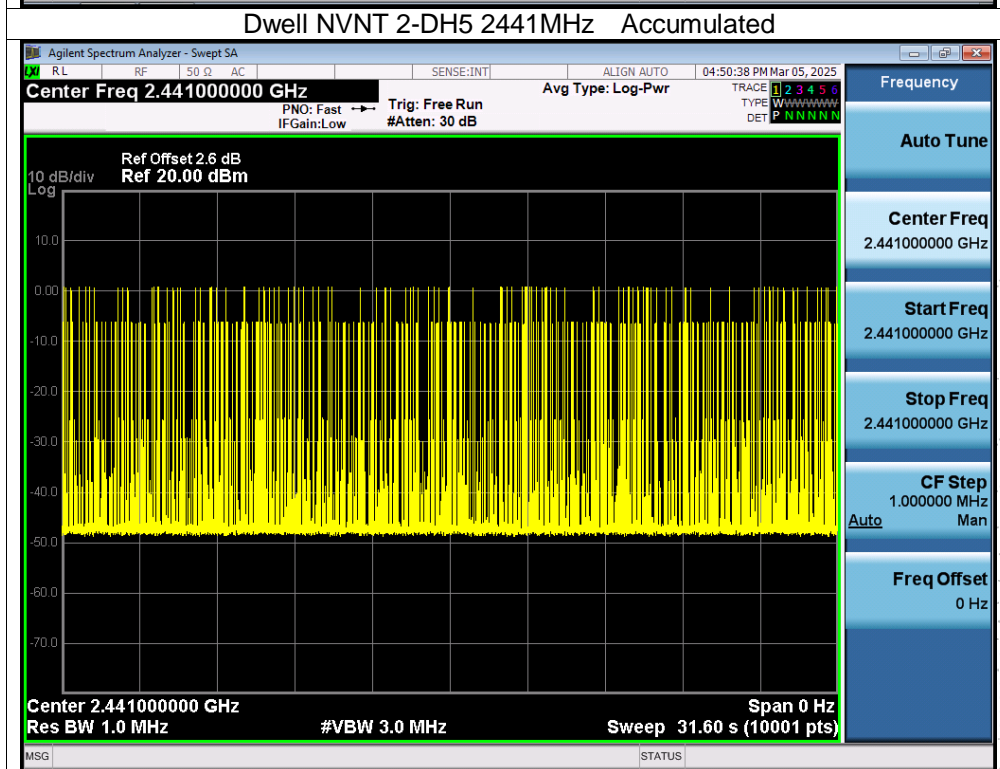 Dwell NVNT 2-DH5 2441MHz Accumulated
Agilent Spectrum Analyzer - Swept SA
LXI RL RF 50 Ω AC SENSE:INT ALIGN AUTO 04:50:38 PM Mar 05, 2025
Center Freq 2.441000000 GHz
PNO: Fast
IFGain:Low
Trig: Free Run
#Atten: 30 dB
Avg Type: Log-Pwr
TRACE 1 2 3 4 5 6
TYPE WWWWWWW
DET P N N N N N
Ref Offset 2.6 dB
10 dB/div Ref 20.00 dBm
Log
10.0
0.00
-10.0
-20.0
-30.0
-40.0
-50.0
-60.0
-70.0
Center 2.441000000 GHz Span 0 Hz
Res BW 1.0 MHz #VBW 3.0 MHz Sweep 31.60 s (10001 pts)
MSG STATUS
Frequency
Auto Tune
Center Freq
2.441000000 GHz
Start Freq
2.441000000 GHz
Stop Freq
2.441000000 GHz
CF Step
1.000000 MHz
Auto Man
Freq Offset
0 Hz